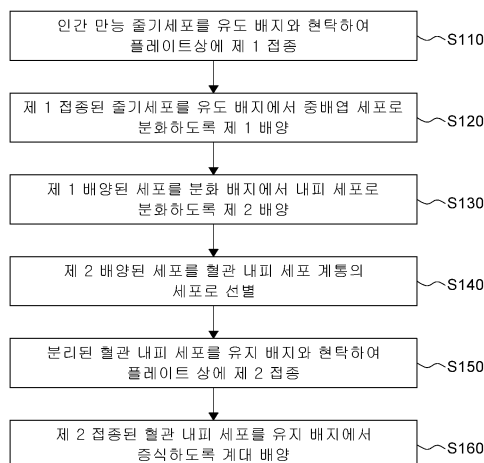 인간 만능 줄기세포를 유도 배지와 현탁하여
플레이트상에 제 1 접종
S110
제 1 접종된 줄기세포를 유도 배지에서 중배엽 세포로
분화하도록 제 1 배양
S120
제 1 배양된 세포를 분화 배지에서 내피 세포로
분화하도록 제 2 배양
S130
제 2 배양된 세포를 혈관 내피 세포 계통의
세포로 선별
S140
분리된 혈관 내피 세포를 유지 배지와 현탁하여
플레이트 상에 제 2 접종
S150
제 2 접종된 혈관 내피 세포를 유지 배지에서
증식하도록 계대 배양
S160